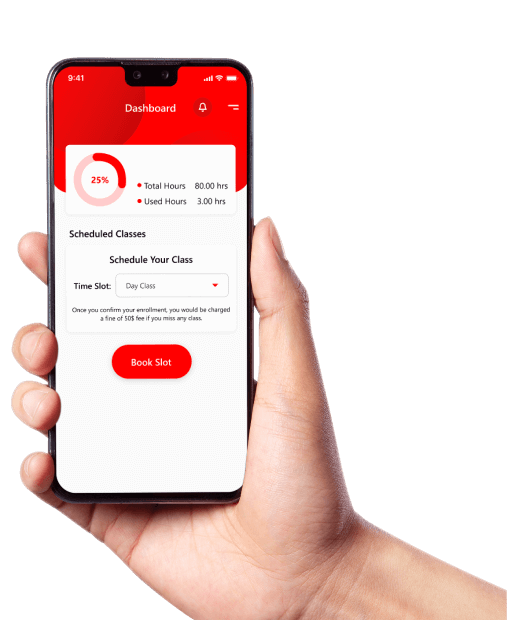 9:41
Dashboard
25%
Total Hours 80.00 hrs
Used Hours 3.00 hrs
Scheduled Classes
Schedule Your Class
Time Slot: Day Class
Once you confirm your enrollment, you would be charged
a fine of 50$ fee if you miss any class.
Book Slot